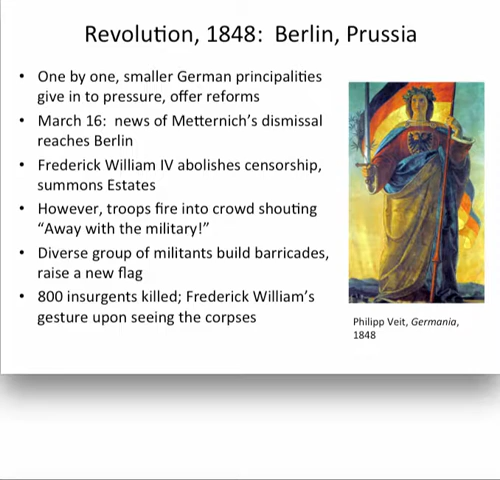 Revolution, 1848:  Berlin, Prussia
• One by one, smaller German principalities
give in to pressure, offer reforms
• March 16:  news of Metternich's dismissal
reaches Berlin
• Frederick William IV abolishes censorship,
summons Estates
• However, troops fire into crowd shouting
"Away with the military!"
• Diverse group of militants build barricades,
raise a new flag
• 800 insurgents killed; Frederick William's
gesture upon seeing the corpses
Philipp Veit, Germania,
1848